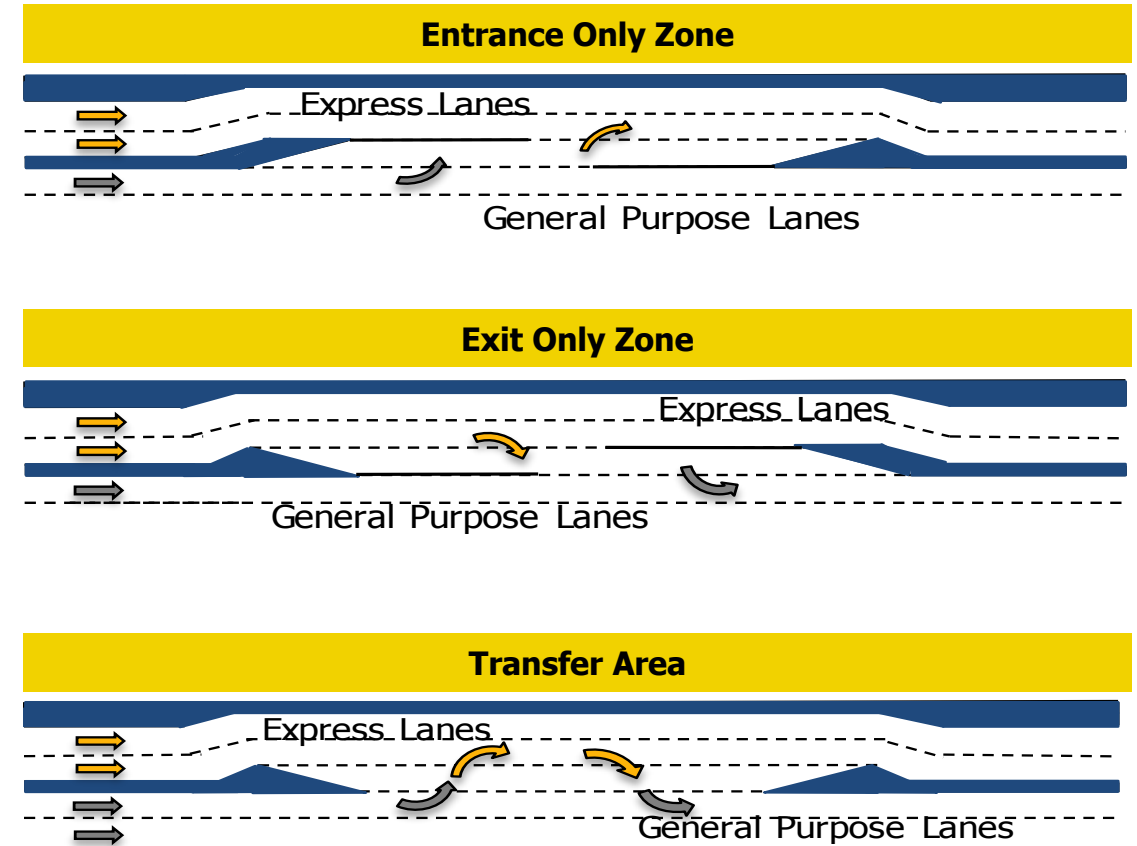 Entrance Only Zone
Express Lanes
General Purpose Lanes
Exit Only Zone
Express Lanes
General Purpose Lanes
Transfer Area
Express Lanes
General Purpose Lanes